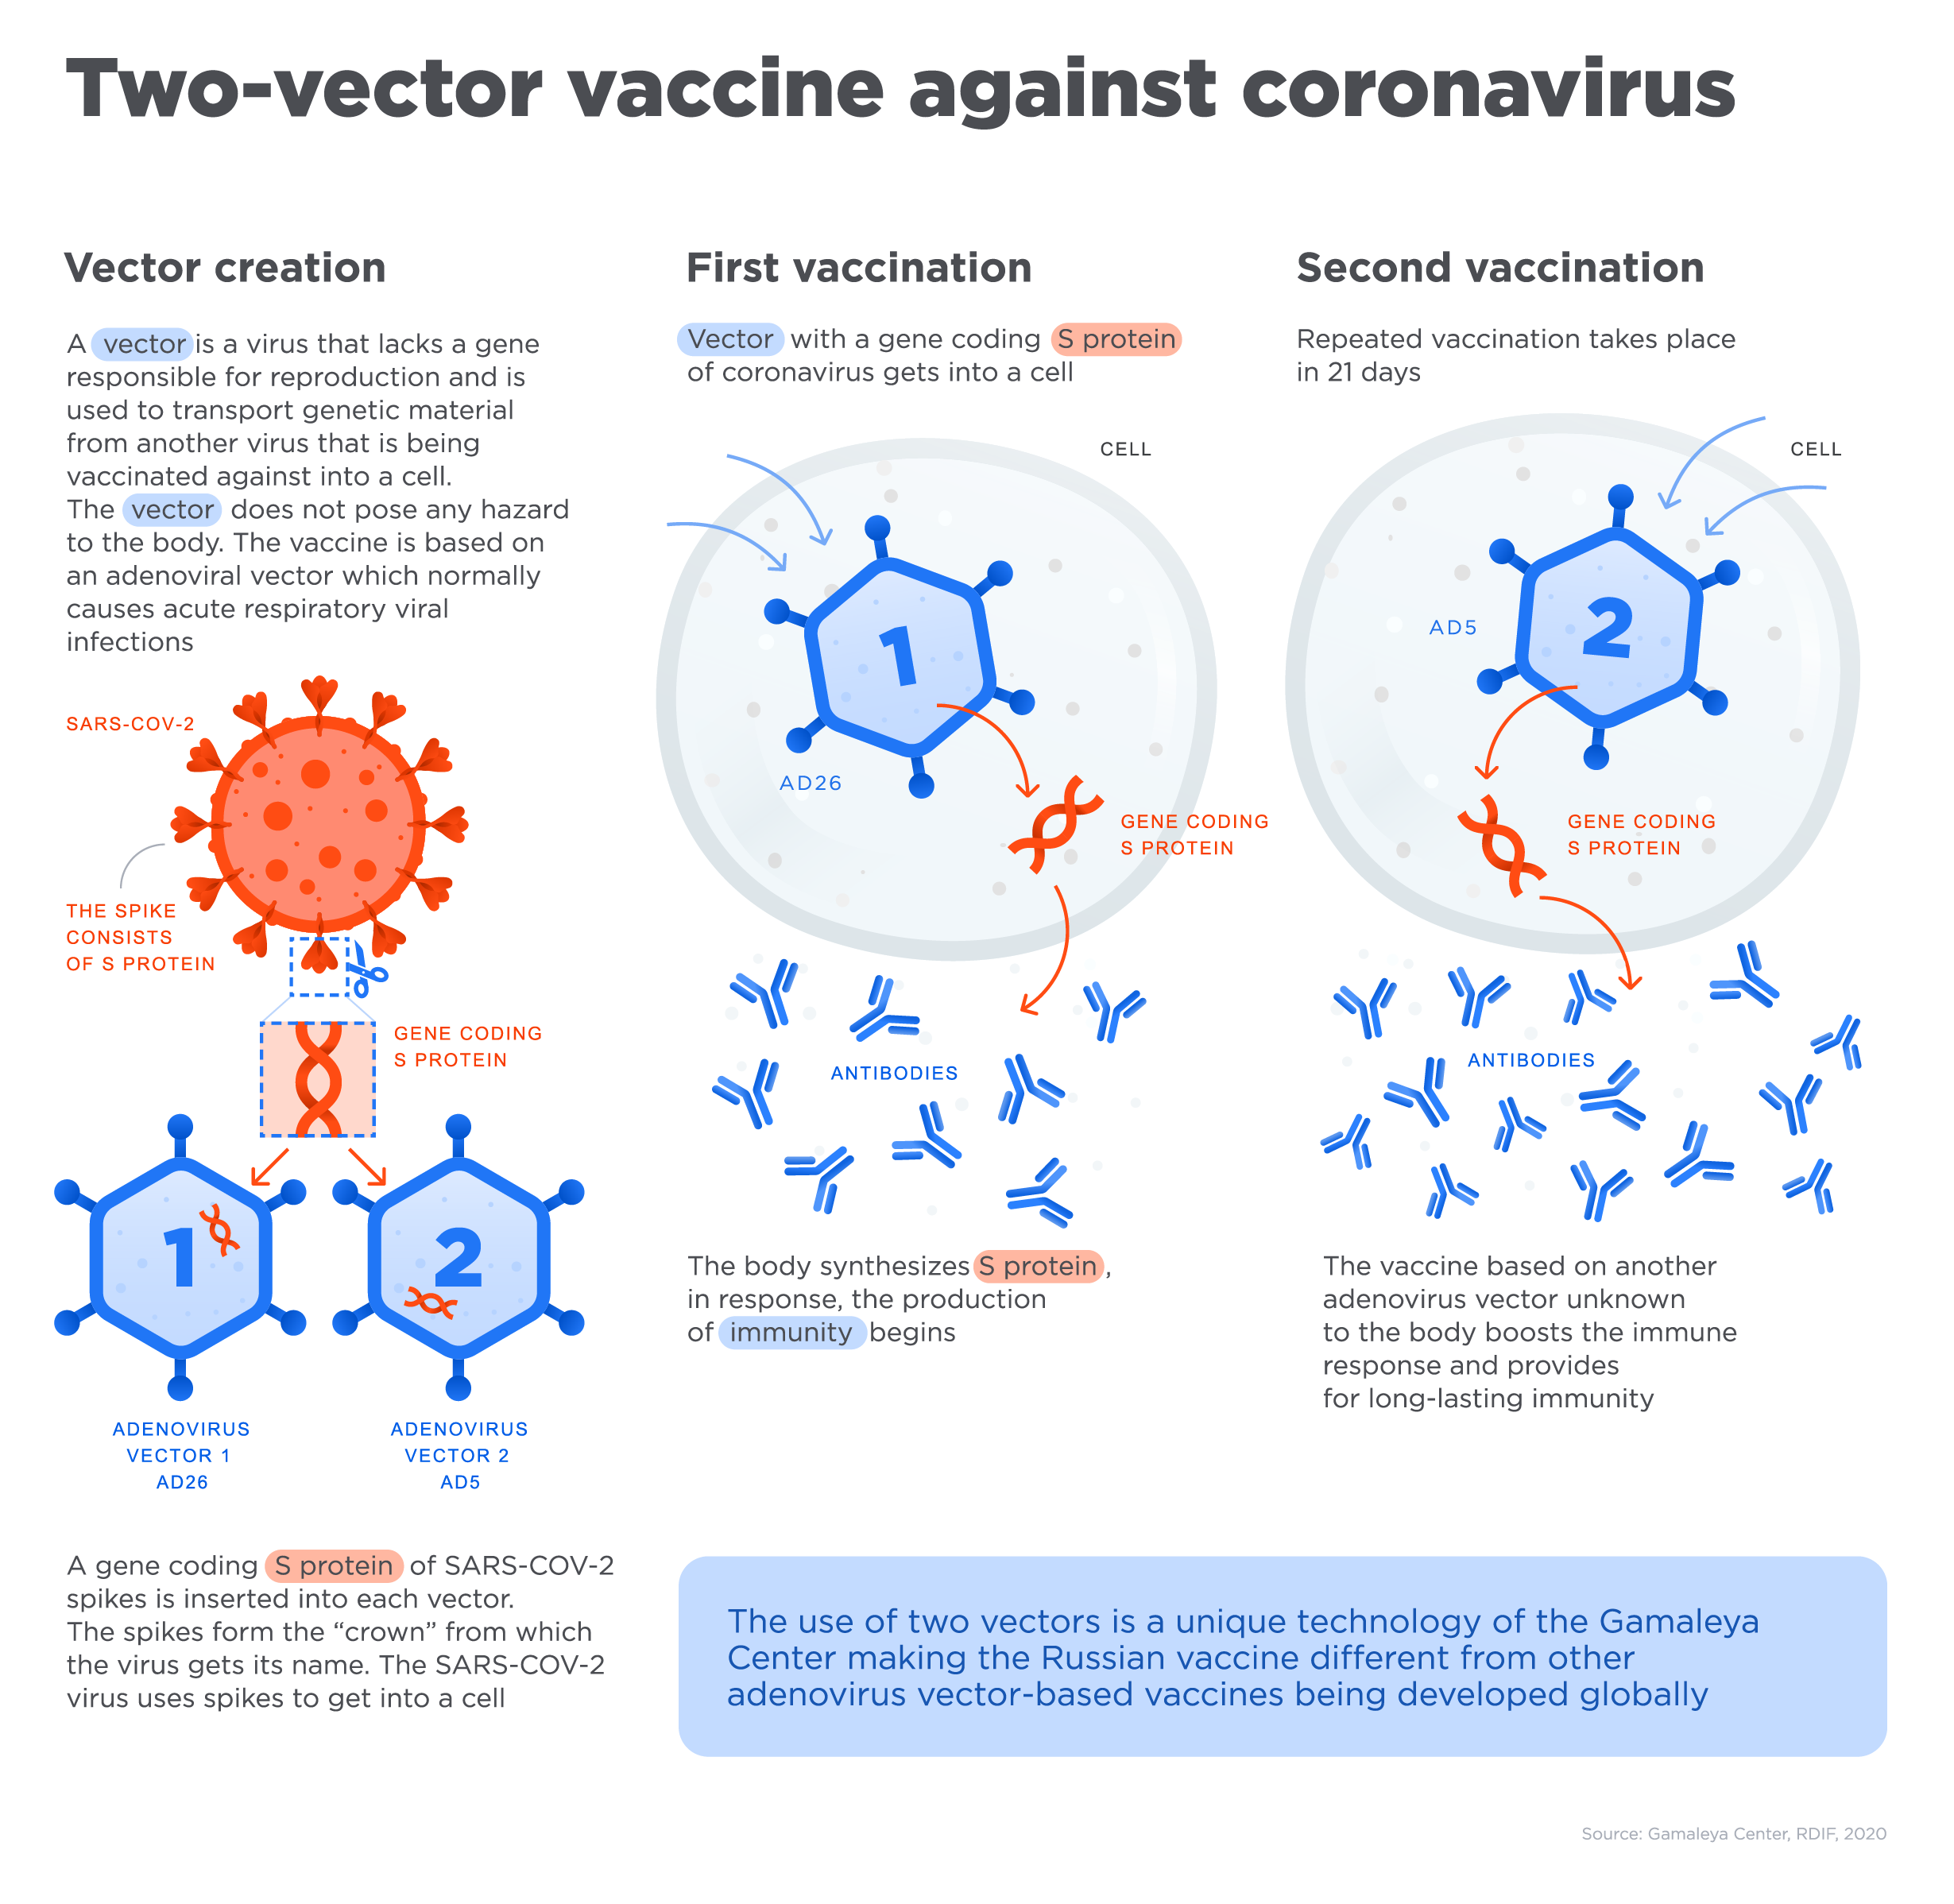 Two-vector vaccine against coronavirus
Vector creation
A vector is a virus that lacks a gene
responsible for reproduction and is
used to transport genetic material
from another virus that is being
vaccinated against into a cell.
The vector does not pose any hazard
to the body. The vaccine is based on
an adenoviral vector which normally
causes acute respiratory viral
infections
SARS-COV-2
THE SPIKE
CONSISTS
OF S PROTEIN
GENE CODING
S PROTEIN
1
2
ADENOVIRUS
VECTOR 1
AD26
ADENOVIRUS
VECTOR 2
AD5
A gene coding S protein of SARS-COV-2
spikes is inserted into each vector.
The spikes form the “crown” from which
the virus gets its name. The SARS-COV-2
virus uses spikes to get into a cell
First vaccination
Vector with a gene coding S protein
of coronavirus gets into a cell
CELL
1
AD26
GENE CODING
S PROTEIN
ANTIBODIES
The body synthesizes S protein,
in response, the production
of immunity begins
Second vaccination
Repeated vaccination takes place
in 21 days
CELL
AD5
2
GENE CODING
S PROTEIN
ANTIBODIES
The vaccine based on another
adenovirus vector unknown
to the body boosts the immune
response and provides
for long-lasting immunity
The use of two vectors is a unique technology of the Gamaleya
Center making the Russian vaccine different from other
adenovirus vector-based vaccines being developed globally
Source: Gamaleya Center, RDIF, 2020